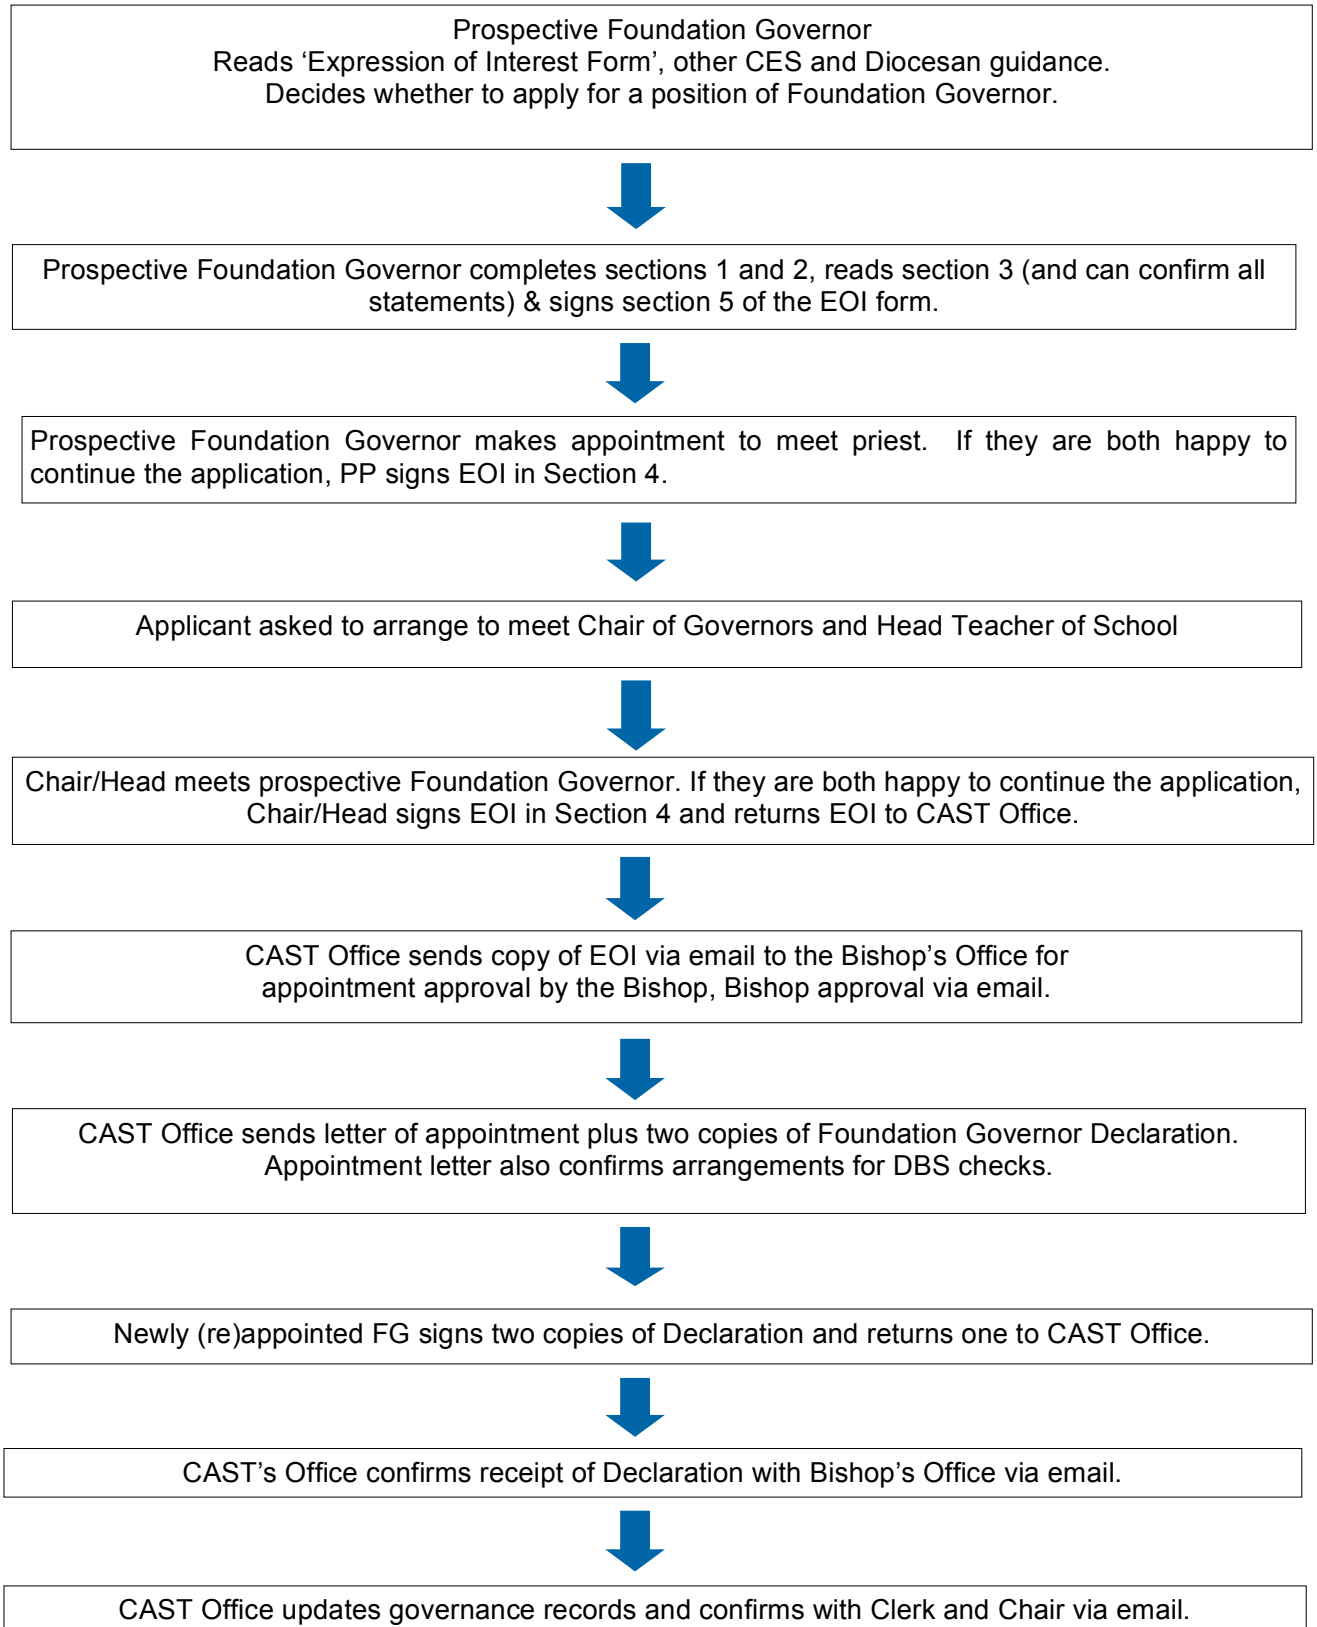 Prospective Foundation Governor
Reads ‘Expression of Interest Form’, other CES and Diocesan guidance.
Decides whether to apply for a position of Foundation Governor.
Prospective Foundation Governor completes sections 1 and 2, reads section 3 (and can confirm all
statements) & signs section 5 of the EOI form.
Prospective Foundation Governor makes appointment to meet priest. If they are both happy to
continue the application, PP signs EOI in Section 4.
Applicant asked to arrange to meet Chair of Governors and Head Teacher of School
Chair/Head meets prospective Foundation Governor. If they are both happy to continue the application,
Chair/Head signs EOI in Section 4 and returns EOI to CAST Office.
CAST Office sends copy of EOI via email to the Bishop’s Office for
appointment approval by the Bishop, Bishop approval via email.
CAST Office sends letter of appointment plus two copies of Foundation Governor Declaration.
Appointment letter also confirms arrangements for DBS checks.
Newly (re)appointed FG signs two copies of Declaration and returns one to CAST Office.
CAST’s Office confirms receipt of Declaration with Bishop’s Office via email.
CAST Office updates governance records and confirms with Clerk and Chair via email.